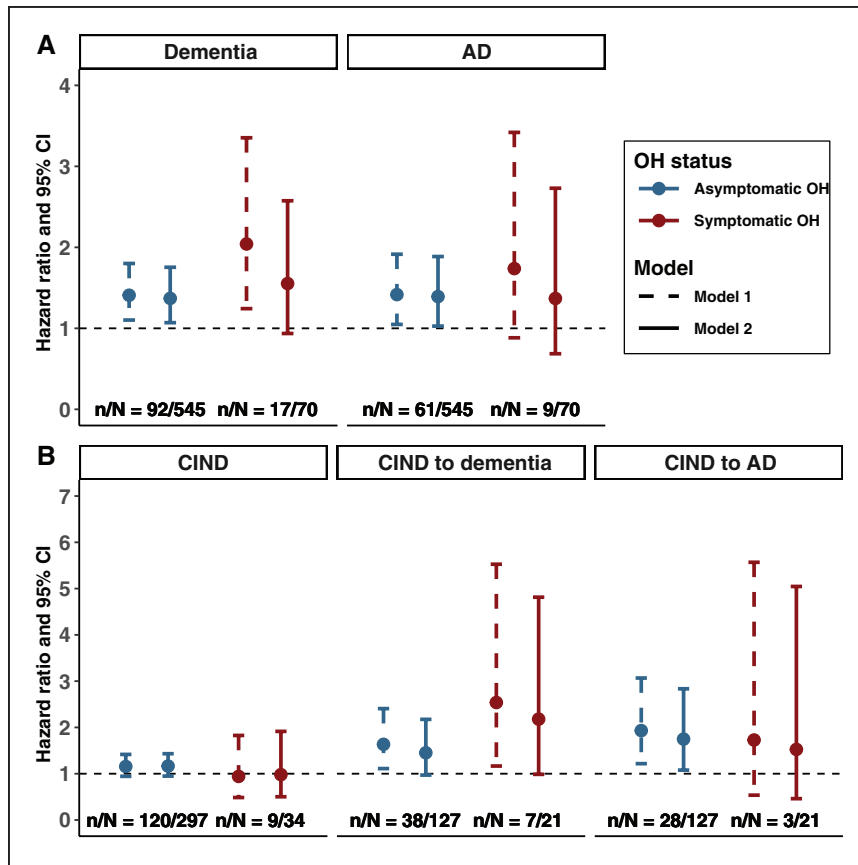 A
Dementia
AD
Hazard ratio and 95% CI
4
3
2
1
0
n/N = 92/545
n/N = 17/70
n/N = 61/545
n/N = 9/70
OH status
Asymptomatic OH
Symptomatic OH
Model
Model 1
Model 2
B
CIND
CIND to dementia
CIND to AD
Hazard ratio and 95% CI
7
6
5
4
3
2
1
0
n/N = 120/297
n/N = 9/34
n/N = 38/127
n/N = 7/21
n/N = 28/127
n/N = 3/21